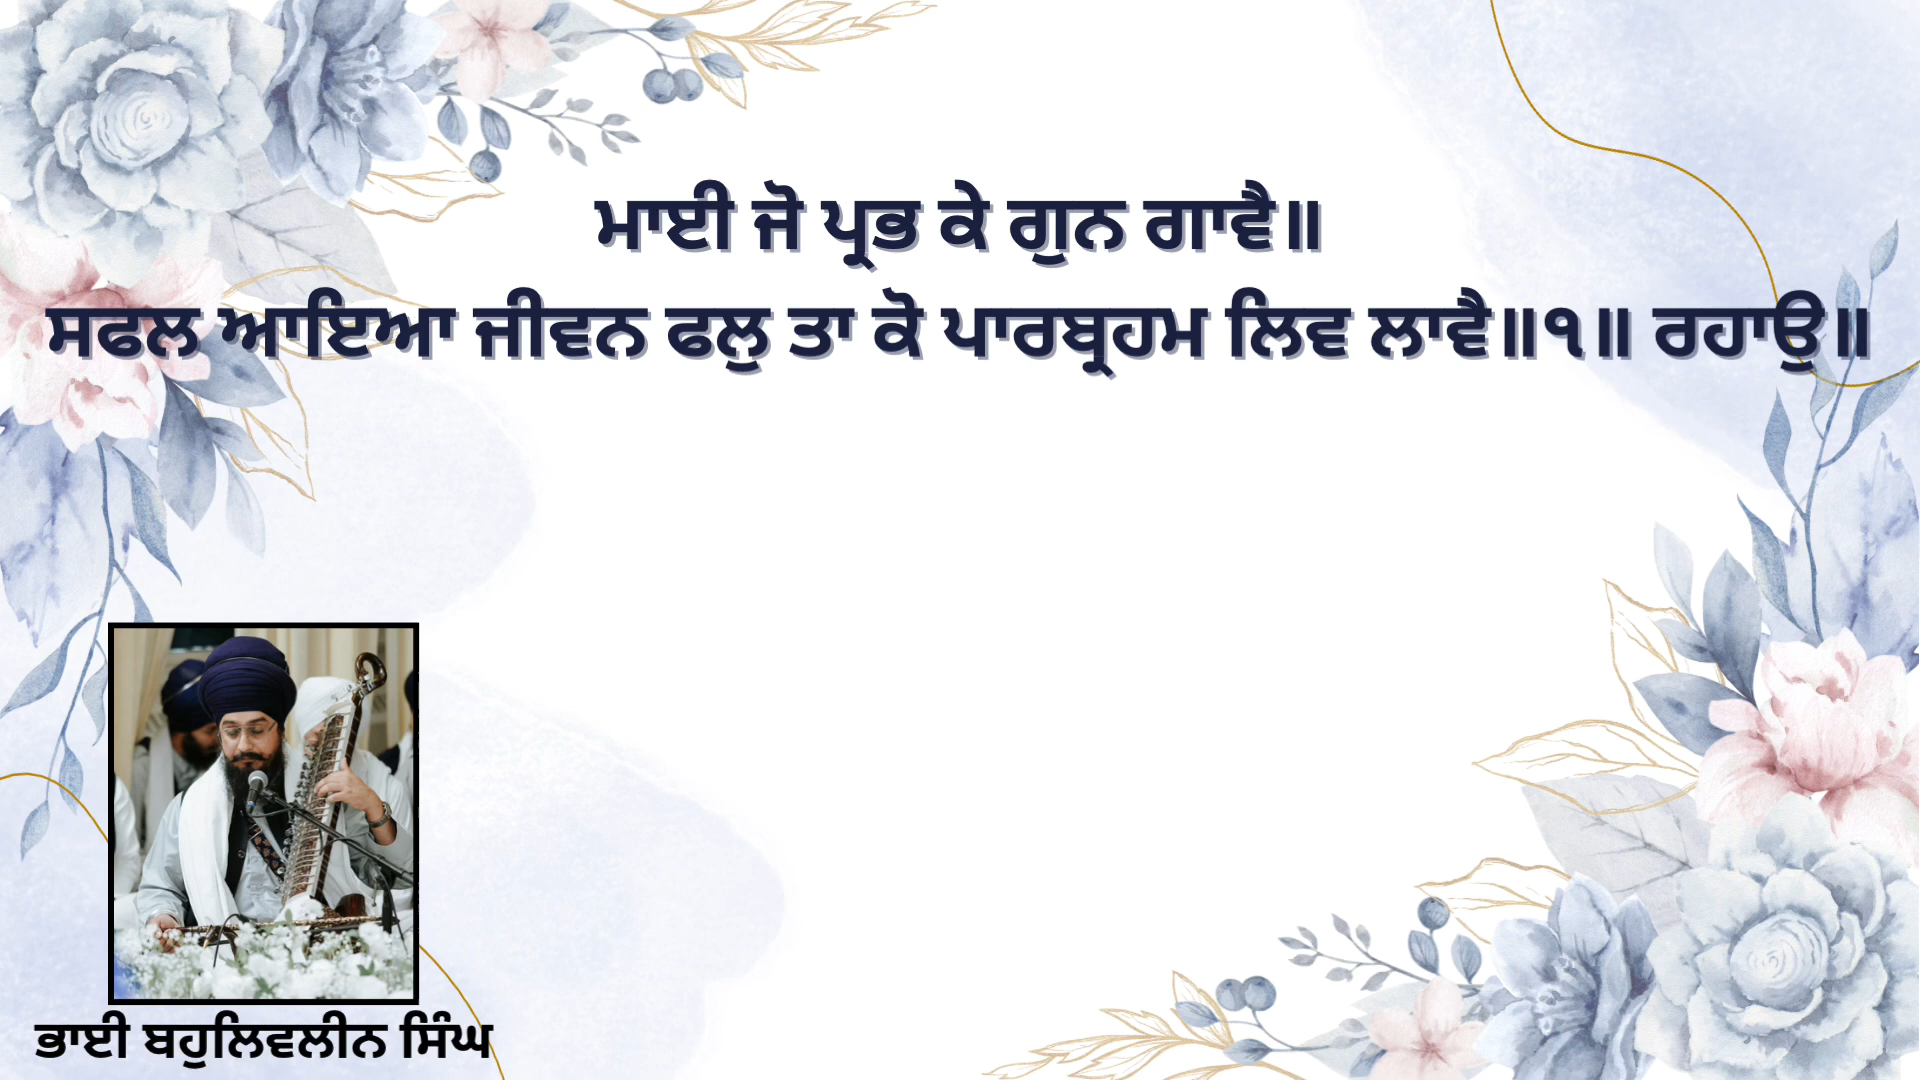 ਮਾਈ ਜੋ ਪ੍ਰਭ ਕੇ ਗੁਨ ਗਾਵੈ॥
ਸਫਲ ਆਇਆ ਜੀਵਨ ਫਲੁ ਤਾ ਕੋ ਪਾਰਬ੍ਰਹਮ ਲਿਵ ਲਾਵੈ॥੧॥ ਰਹਾਉ॥
ਭਾਈ ਬਹੁਲਿਵਲੀਨ ਸਿੰਘ